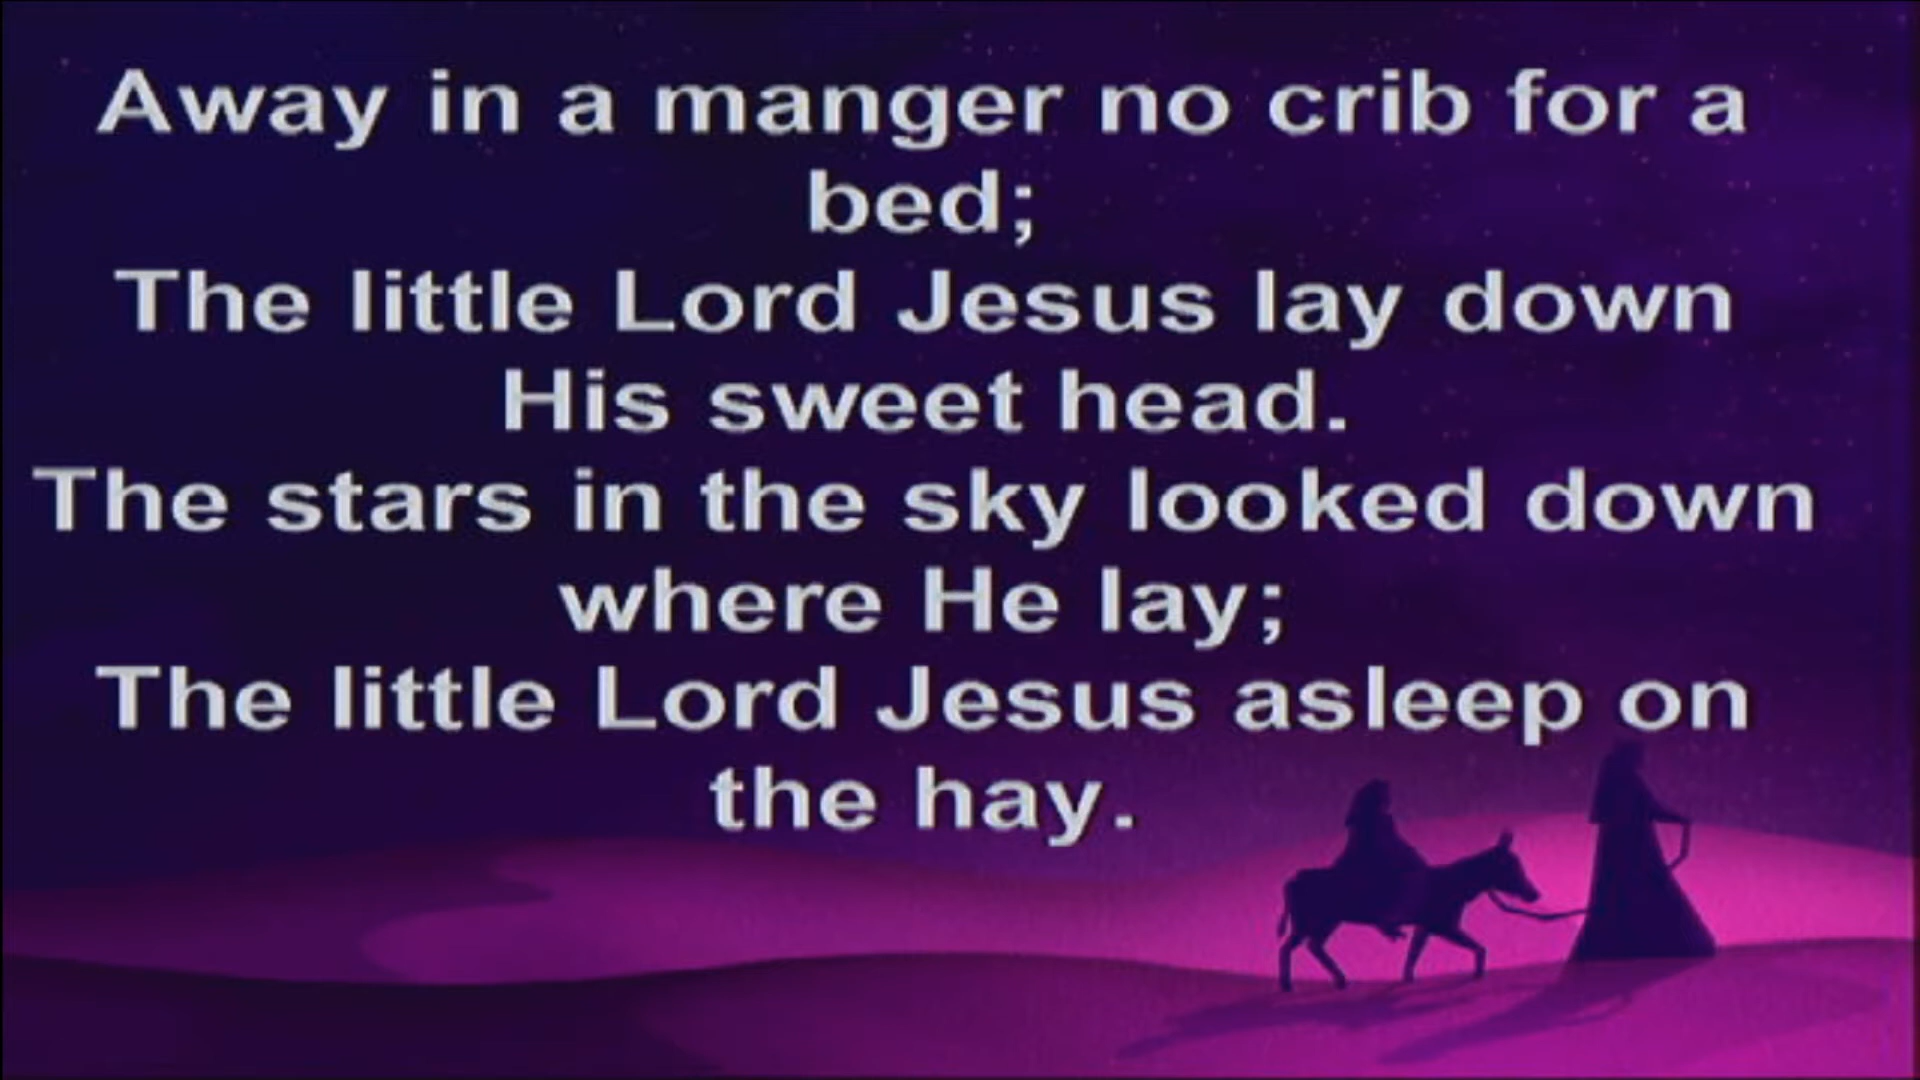 Away in a manger no crib for a
bed;
The little Lord Jesus lay down
His sweet head.
The stars in the sky looked down
where He lay;
The little Lord Jesus asleep on
the hay.